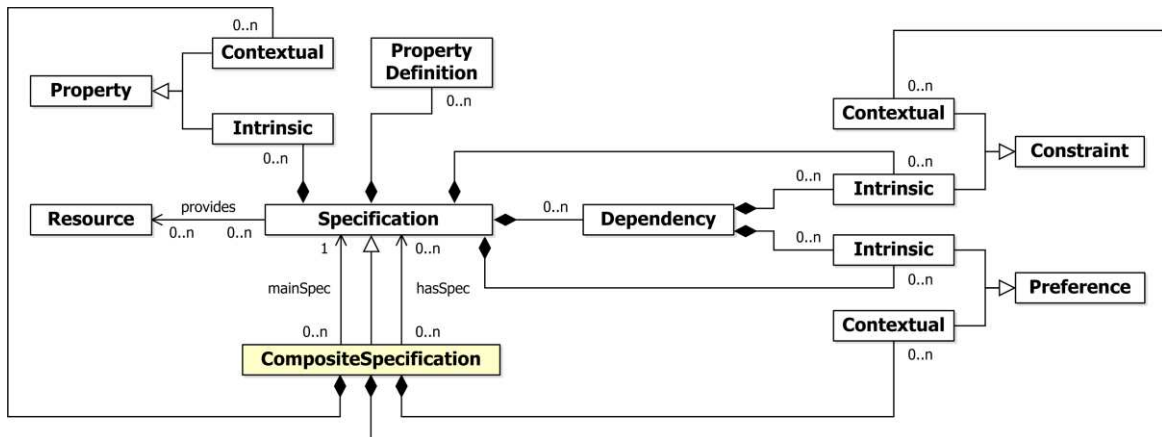 0..n
0..n
Contextual
Property
Definition
0..n
Property
Contextual
Intrinsic
Constraint
0..n
0..n
0..n
0..n
Intrinsic
Resource
provides
0..n
0..n
Specification
0..n
Dependency
1
0..n
0..n
Intrinsic
0..n
mainSpec
hasSpec
Preference
0..n
0..n
Contextual
0..n
CompositeSpecification